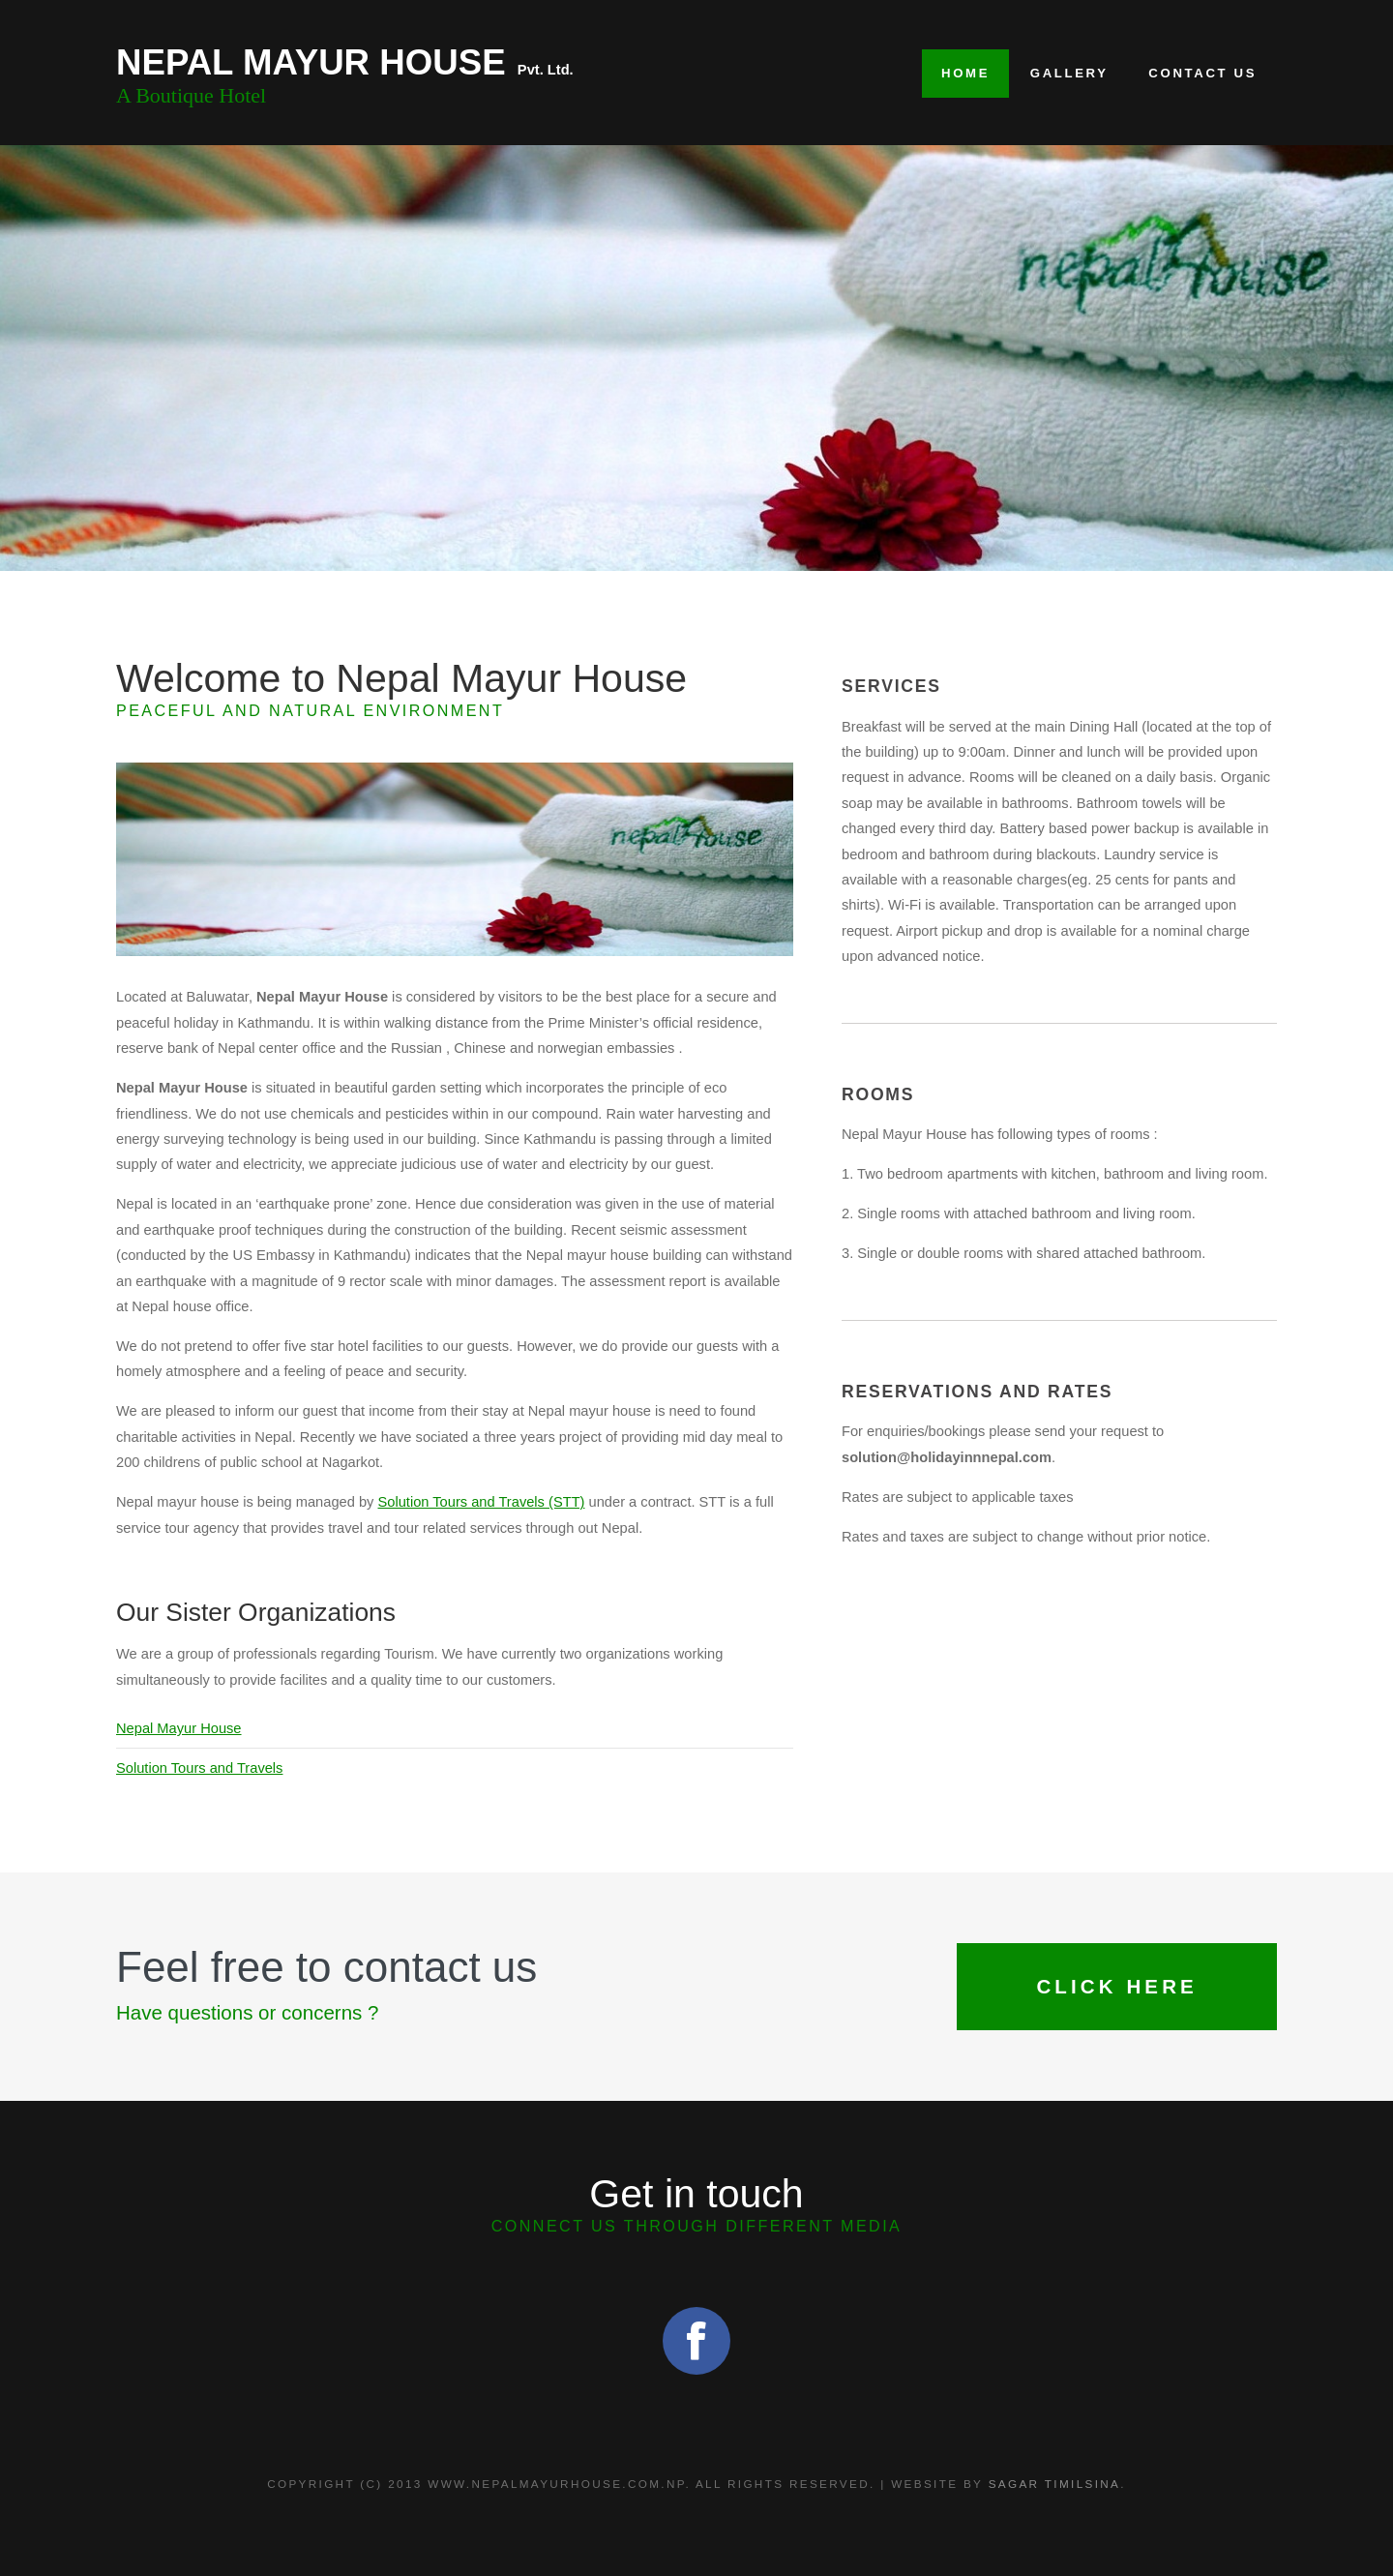 NEPAL MAYUR HOUSE Pvt. Ltd.
A Boutique Hotel
HOME GALLERY CONTACT US
nepal house
Welcome to Nepal Mayur House
PEACEFUL AND NATURAL ENVIRONMENT
nepal house
Located at Baluwatar, Nepal Mayur House is considered by visitors to be the best place for a secure and
peaceful holiday in Kathmandu. It is within walking distance from the Prime Minister’s official residence,
reserve bank of Nepal center office and the Russian , Chinese and norwegian embassies .
Nepal Mayur House is situated in beautiful garden setting which incorporates the principle of eco
friendliness. We do not use chemicals and pesticides within in our compound. Rain water harvesting and
energy surveying technology is being used in our building. Since Kathmandu is passing through a limited
supply of water and electricity, we appreciate judicious use of water and electricity by our guest.
Nepal is located in an ‘earthquake prone’ zone. Hence due consideration was given in the use of material
and earthquake proof techniques during the construction of the building. Recent seismic assessment
(conducted by the US Embassy in Kathmandu) indicates that the Nepal mayur house building can withstand
an earthquake with a magnitude of 9 rector scale with minor damages. The assessment report is available
at Nepal house office.
We do not pretend to offer five star hotel facilities to our guests. However, we do provide our guests with a
homely atmosphere and a feeling of peace and security.
We are pleased to inform our guest that income from their stay at Nepal mayur house is need to found
charitable activities in Nepal. Recently we have sociated a three years project of providing mid day meal to
200 childrens of public school at Nagarkot.
Nepal mayur house is being managed by Solution Tours and Travels (STT) under a contract. STT is a full
service tour agency that provides travel and tour related services through out Nepal.
Our Sister Organizations
We are a group of professionals regarding Tourism. We have currently two organizations working
simultaneously to provide facilites and a quality time to our customers.
Nepal Mayur House
Solution Tours and Travels
SERVICES
Breakfast will be served at the main Dining Hall (located at the top of
the building) up to 9:00am. Dinner and lunch will be provided upon
request in advance. Rooms will be cleaned on a daily basis. Organic
soap may be available in bathrooms. Bathroom towels will be
changed every third day. Battery based power backup is available in
bedroom and bathroom during blackouts. Laundry service is
available with a reasonable charges(eg. 25 cents for pants and
shirts). Wi-Fi is available. Transportation can be arranged upon
request. Airport pickup and drop is available for a nominal charge
upon advanced notice.
ROOMS
Nepal Mayur House has following types of rooms :
1. Two bedroom apartments with kitchen, bathroom and living room.
2. Single rooms with attached bathroom and living room.
3. Single or double rooms with shared attached bathroom.
RESERVATIONS AND RATES
For enquiries/bookings please send your request to
solution@holidayinnnepal.com.
Rates are subject to applicable taxes
Rates and taxes are subject to change without prior notice.
Feel free to contact us
Have questions or concerns ?
CLICK HERE
Get in touch
CONNECT US THROUGH DIFFERENT MEDIA
f
COPYRIGHT (C) 2013 WWW.NEPALMAYURHOUSE.COM.NP. ALL RIGHTS RESERVED. | WEBSITE BY SAGAR TIMILSINA.